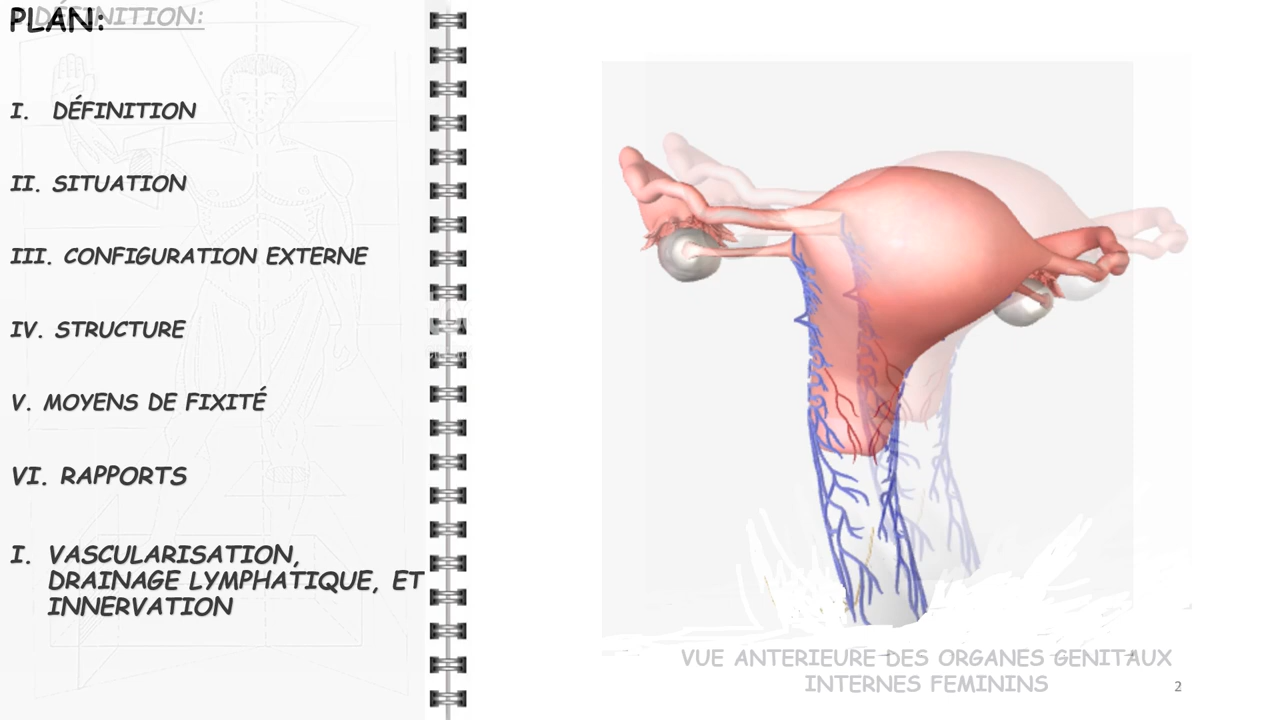 PLAN:
DÉFINITION:
I. DÉFINITION
II. SITUATION
III. CONFIGURATION EXTERNE
IV. STRUCTURE
V. MOYENS DE FIXITÉ
VI. RAPPORTS
I. VASCULARISATION,
DRAINAGE LYMPHATIQUE, ET
INNERVATION
VUE ANTERIEURE DES ORGANES GENITAUX
INTERNES FEMININS
2